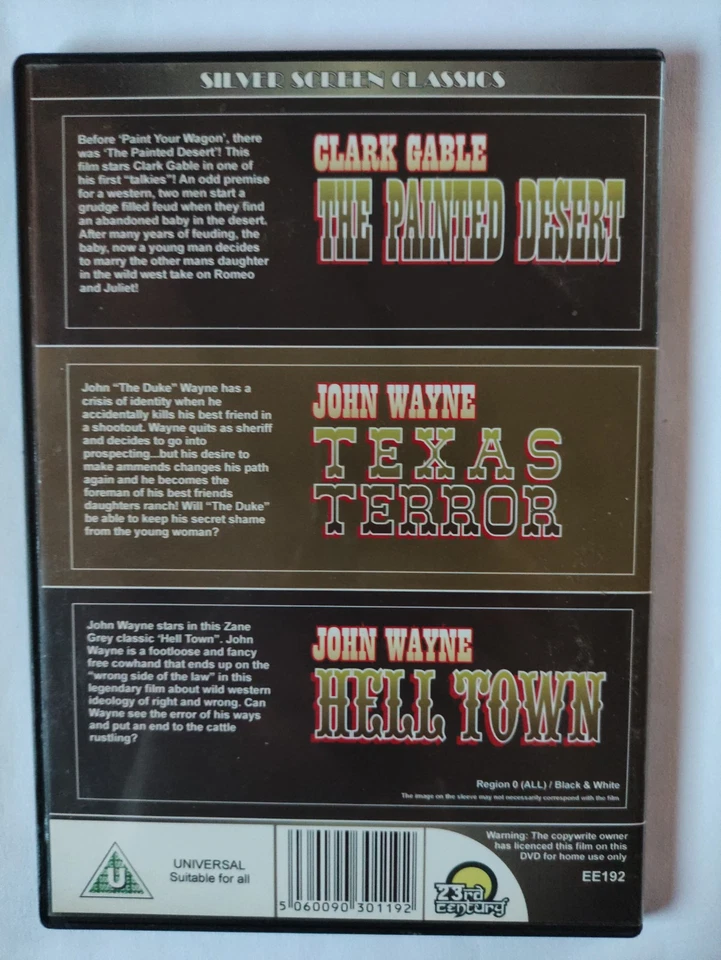 SILVER SCREEN CLASSICS
Before 'Paint Your Wagon', there
was 'The Painted Desert'! This
film stars Clark Gable in one of
his first "talkies"! An odd premise
for a western, two men start a
grudge filled feud when they find
an abandoned baby in the desert.
After many years of feuding, the
baby, now a young man decides
to marry the other mans daughter
in the wild west take on Romeo
and Juliet!
CLARK GABLE
THE PAINTED DESERT
John "The Duke" Wayne has a
crisis of identity when he
accidentally kills his best friend in
a shootout. Wayne quits as sheriff
and decides to go into
prospecting...but his desire to
make ammends changes his path
again and he becomes the
foreman of his best friends
daughters ranch! Will "The Duke"
be able to keep his secret shame
from the young woman?
JOHN WAYNE
TEXAS
TERROR
John Wayne stars in this Zane
Grey classic 'Hell Town". John
Wayne is a footloose and fancy
free cowhand that ends up on the
"wrong side of the law" in this
legendary film about wild western
ideology of right and wrong. Can
Wayne see the error of his ways
and put an end to the cattle
rustling?
JOHN WAYNE
HELL TOWN
Region 0 (ALL) / Black & White
The image on the sleeve may not necessarily correspond with the film.
U
UNIVERSAL
Suitable for all
5 060090 301192
23rd
century
Warning: The copywrite owner
has licenced this film on this
DVD for home use only
EE192